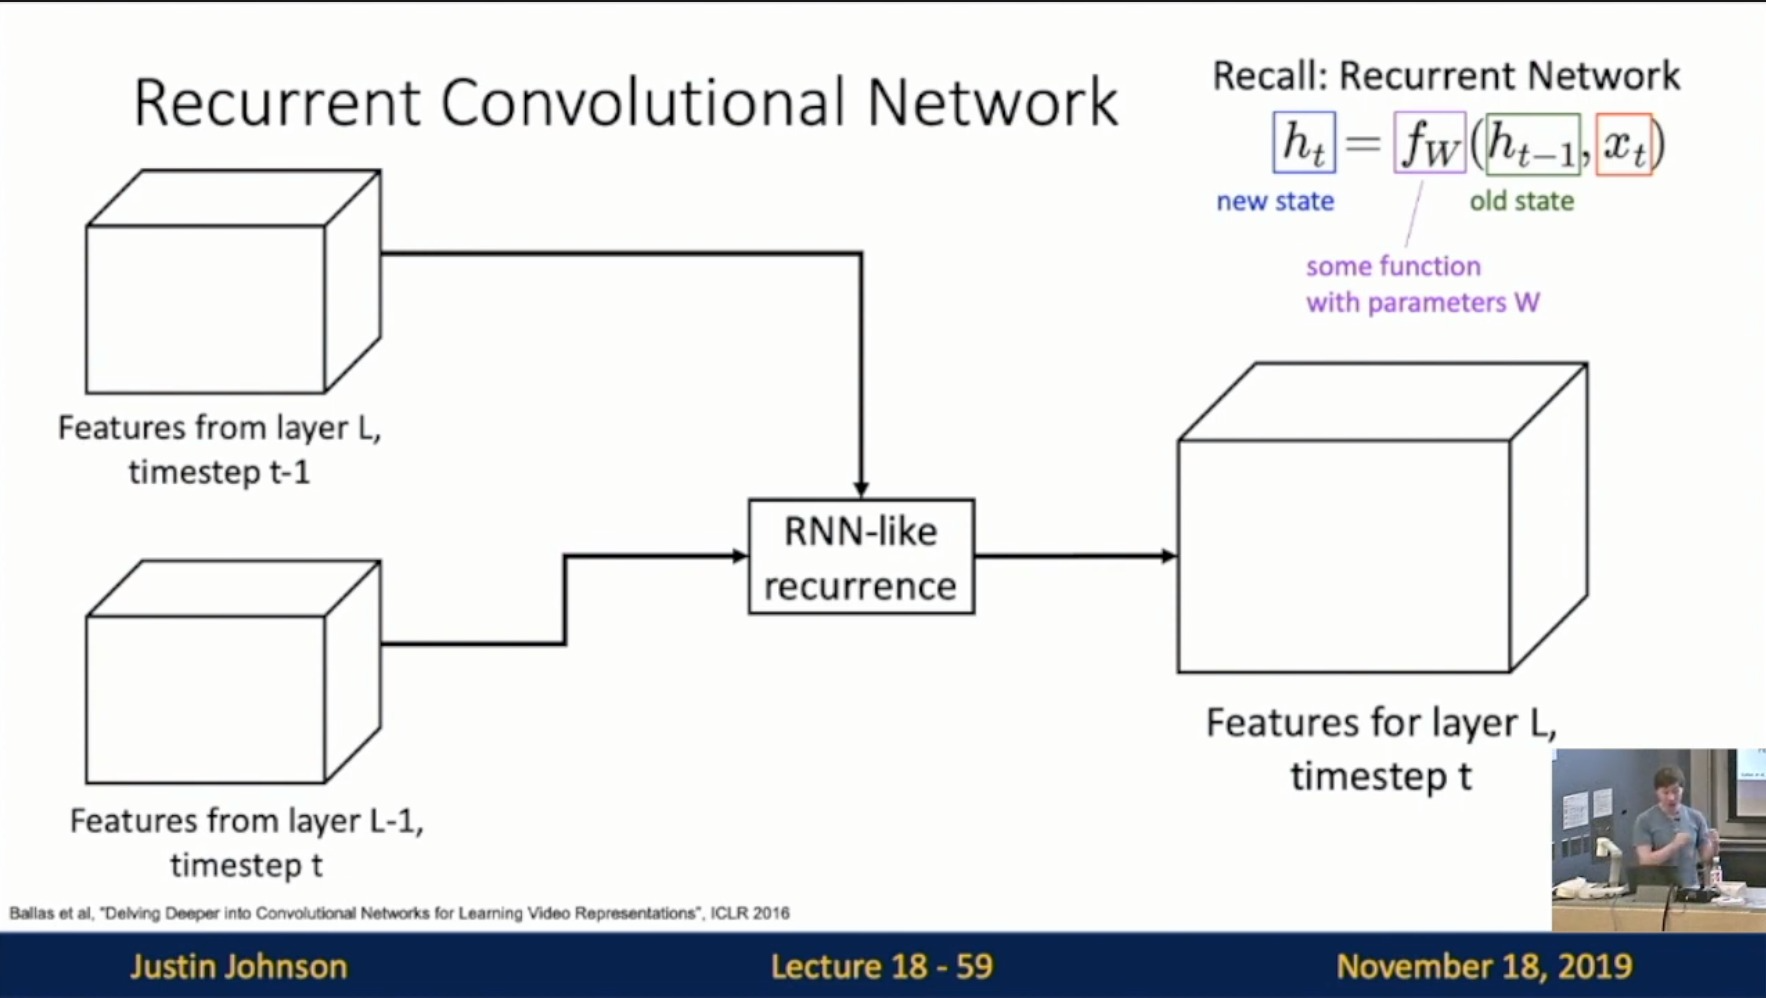 Recurrent Convolutional Network
Recall: Recurrent Network
h_t = f_W(h_{t-1}, x_t)
new state
old state
some function
with parameters W
Features from layer L,
timestep t-1
RNN-like
recurrence
Features from layer L-1,
timestep t
Features for layer L,
timestep t
Ballas et al, "Delving Deeper into Convolutional Networks for Learning Video Representations", ICLR 2016
Justin Johnson
Lecture 18 - 59
November 18, 2019